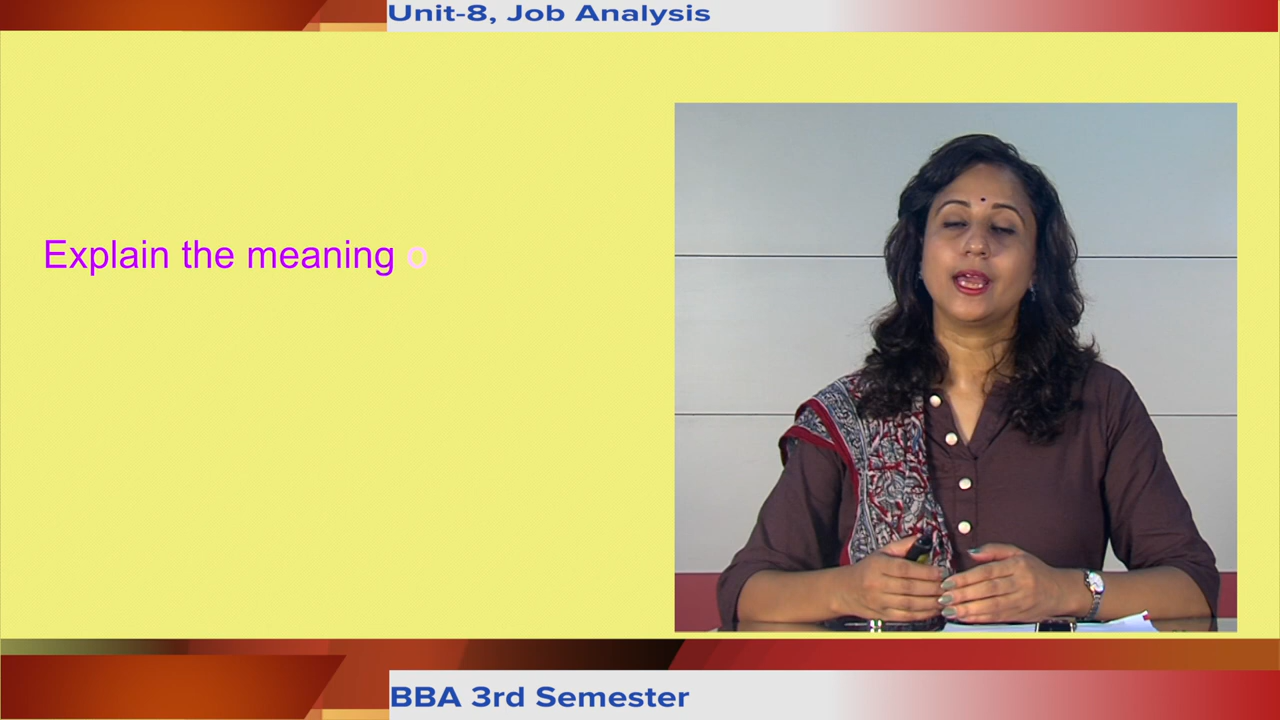 Unit-8, Job Analysis
Explain the meaning o
BBA 3rd Semester